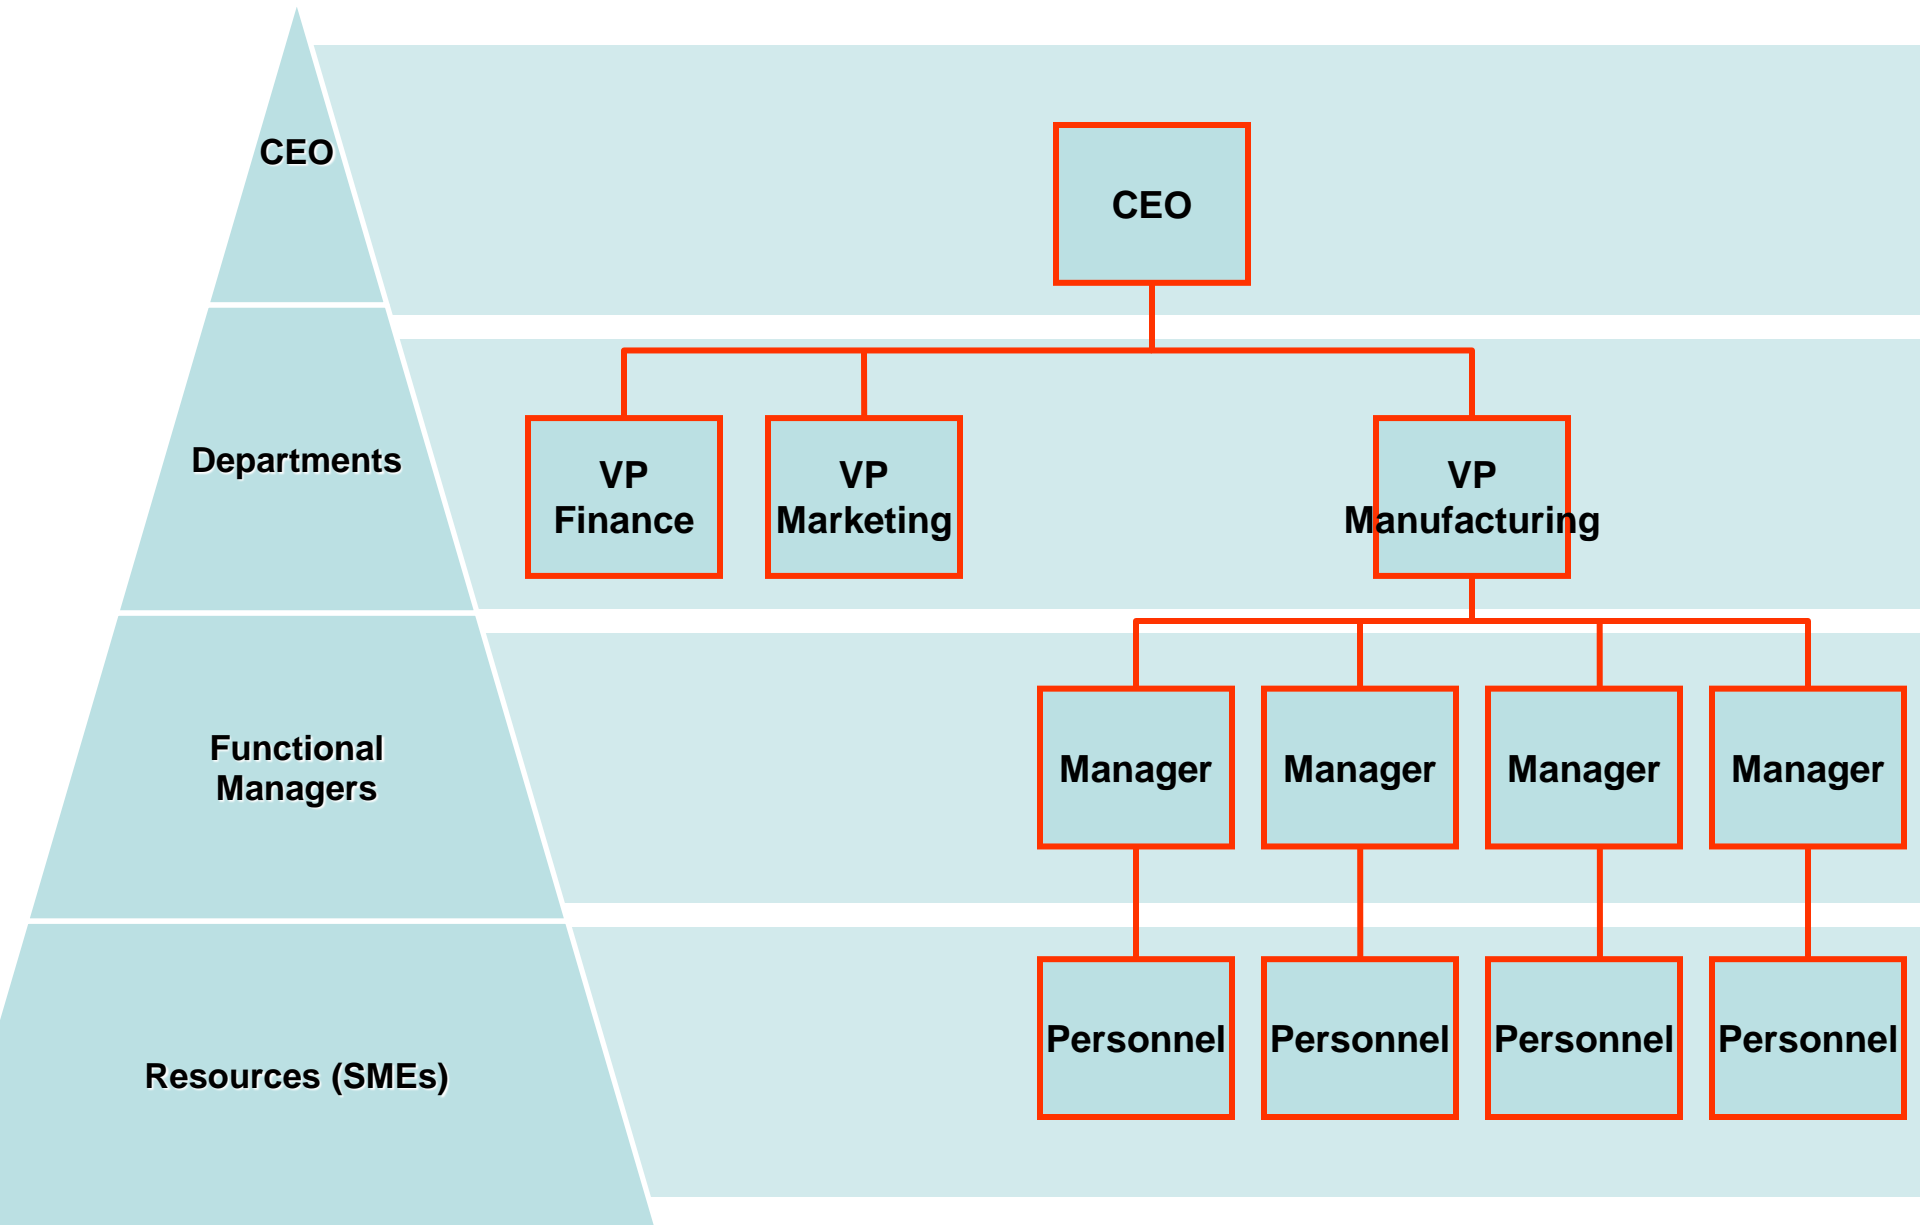 CEO
CEO
Departments
VP
Finance
VP
Marketing
VP
Manufacturing
Functional
Managers
Manager
Manager
Manager
Manager
Resources (SMEs)
Personnel
Personnel
Personnel
Personnel